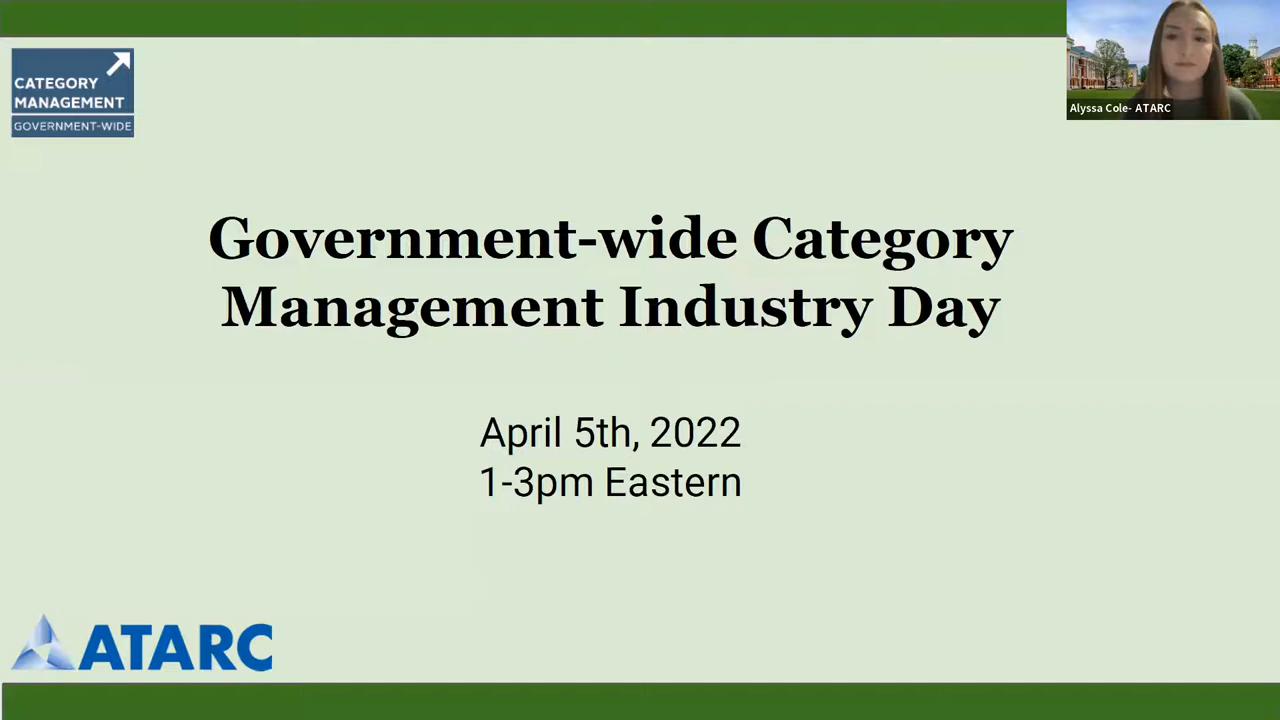 CATEGORY
MANAGEMENT
GOVERNMENT-WIDE
Alyssa Cole- ATARC
Government-wide Category
Management Industry Day
April 5th, 2022
1-3pm Eastern
ATARC